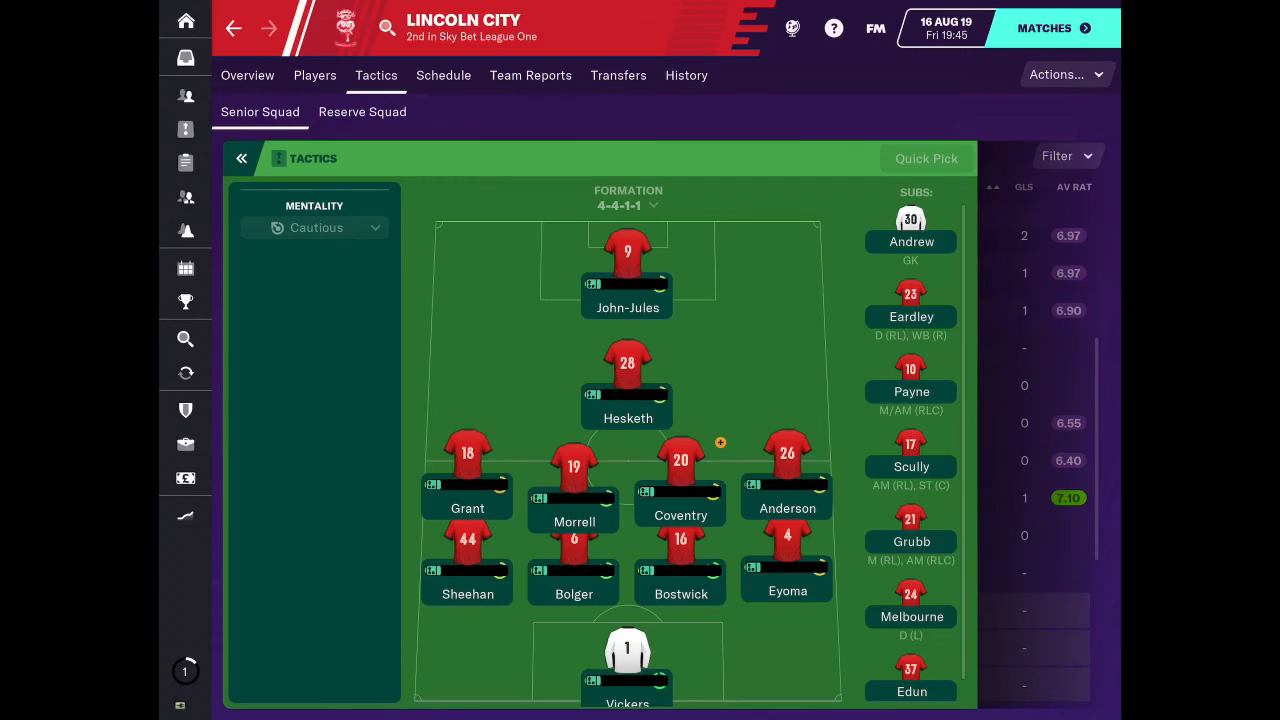 LINCOLN CITY
2nd in Sky Bet League One
FM
16 AUG 19
Fri 19:45
MATCHES
Overview Players Tactics Schedule Team Reports Transfers History
Actions...
Senior Squad Reserve Squad
TACTICS
Quick Pick
Filter
MENTALITY
Cautious
FORMATION
4-4-1-1
SUBS:
GLS AV RAT
9
John-Jules
28
Hesketh
18
Grant
19
Morrell
20
Coventry
26
Anderson
44
Sheehan
6
Bolger
16
Bostwick
4
Eyoma
1
Vickers
30
Andrew
GK
23
Eardley
D (RL), WB (R)
10
Payne
M/AM (RLC)
17
Scully
AM (RL), ST (C)
21
Grubb
M (RL), AM (RLC)
24
Melbourne
D (L)
37
Edun
2 6.97
1 6.97
1 6.90
-
0
0 6.55
0 6.40
1 7.10
0
-
-
-
-
1